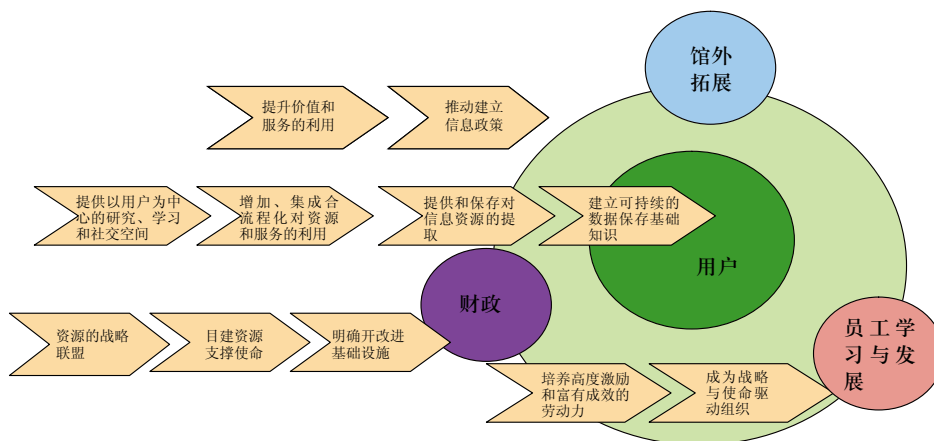 馆外
拓展
提升价值和
服务的利用
推动建立
信息政策
提供以用户为中
心的研究、学习
和社交空间
增加、集成合
流程化对资源
和服务的利用
提供和保存对
信息资源的提
取
建立可持续的
数据保存基础
知识
用户
财政
资源的战略
联盟
目建资源
支撑使命
明确开改进
基础设施
员工学
习与发
展
培养高度激励
和富有成效的
劳动力
成为战略
与使命驱
动组织